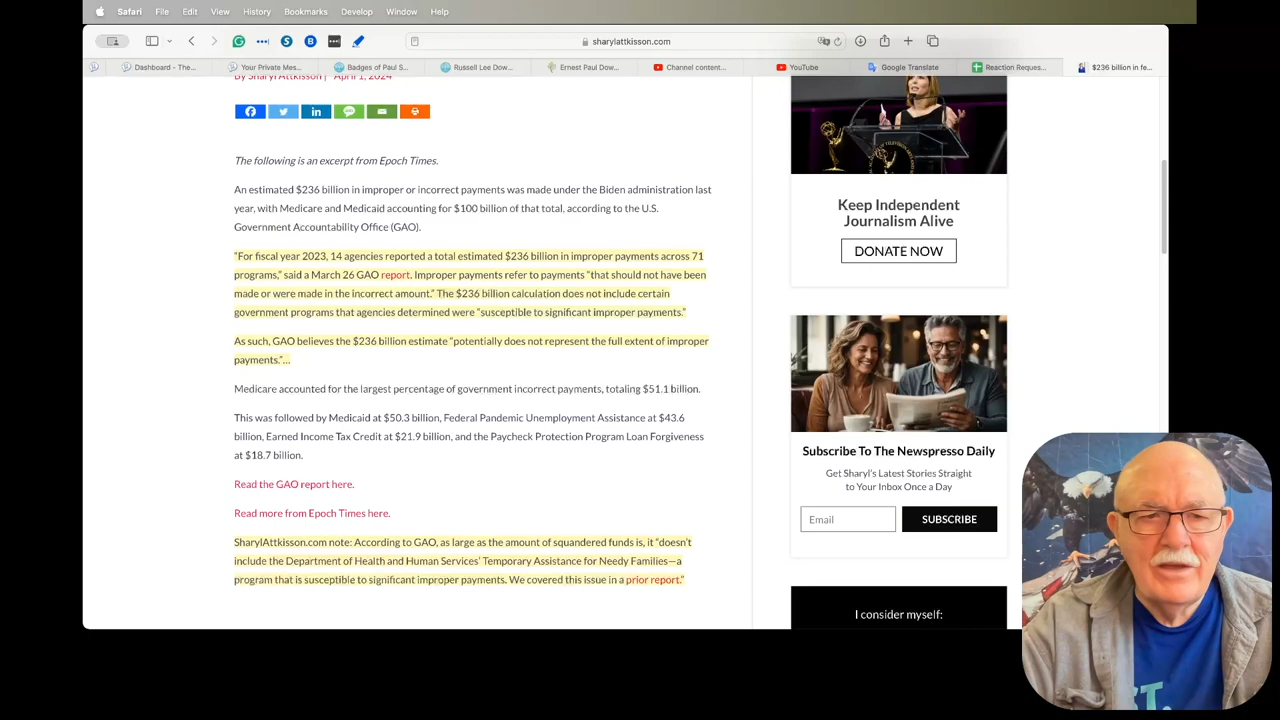 Safari File Edit View History Bookmarks Develop Window Help
sharylattkisson.com
Dashboard - The... Your Private Mes... Badges of Paul S... Russell Lee Dow... Ernest Paul Dow... Channel content... YouTube Google Translate Reaction Reques... $236 billion in fe...
By Sharyl Attkisson | April 1, 2024
The following is an excerpt from Epoch Times.
An estimated $236 billion in improper or incorrect payments was made under the Biden administration last
year, with Medicare and Medicaid accounting for $100 billion of that total, according to the U.S.
Government Accountability Office (GAO).
“For fiscal year 2023, 14 agencies reported a total estimated $236 billion in improper payments across 71
programs,” said a March 26 GAO report. Improper payments refer to payments “that should not have been
made or were made in the incorrect amount.” The $236 billion calculation does not include certain
government programs that agencies determined were “susceptible to significant improper payments.”
As such, GAO believes the $236 billion estimate “potentially does not represent the full extent of improper
payments.”...
Medicare accounted for the largest percentage of government incorrect payments, totaling $51.1 billion.
This was followed by Medicaid at $50.3 billion, Federal Pandemic Unemployment Assistance at $43.6
billion, Earned Income Tax Credit at $21.9 billion, and the Paycheck Protection Program Loan Forgiveness
at $18.7 billion.
Read the GAO report here.
Read more from Epoch Times here.
SharylAttkisson.com note: According to GAO, as large as the amount of squandered funds is, it “doesn’t
include the Department of Health and Human Services’ Temporary Assistance for Needy Families—a
program that is susceptible to significant improper payments. We covered this issue in a prior report.”
Keep Independent
Journalism Alive
DONATE NOW
Subscribe To The Newspresso Daily
Get Sharyl’s Latest Stories Straight
to Your Inbox Once a Day
Email SUBSCRIBE
I consider myself: